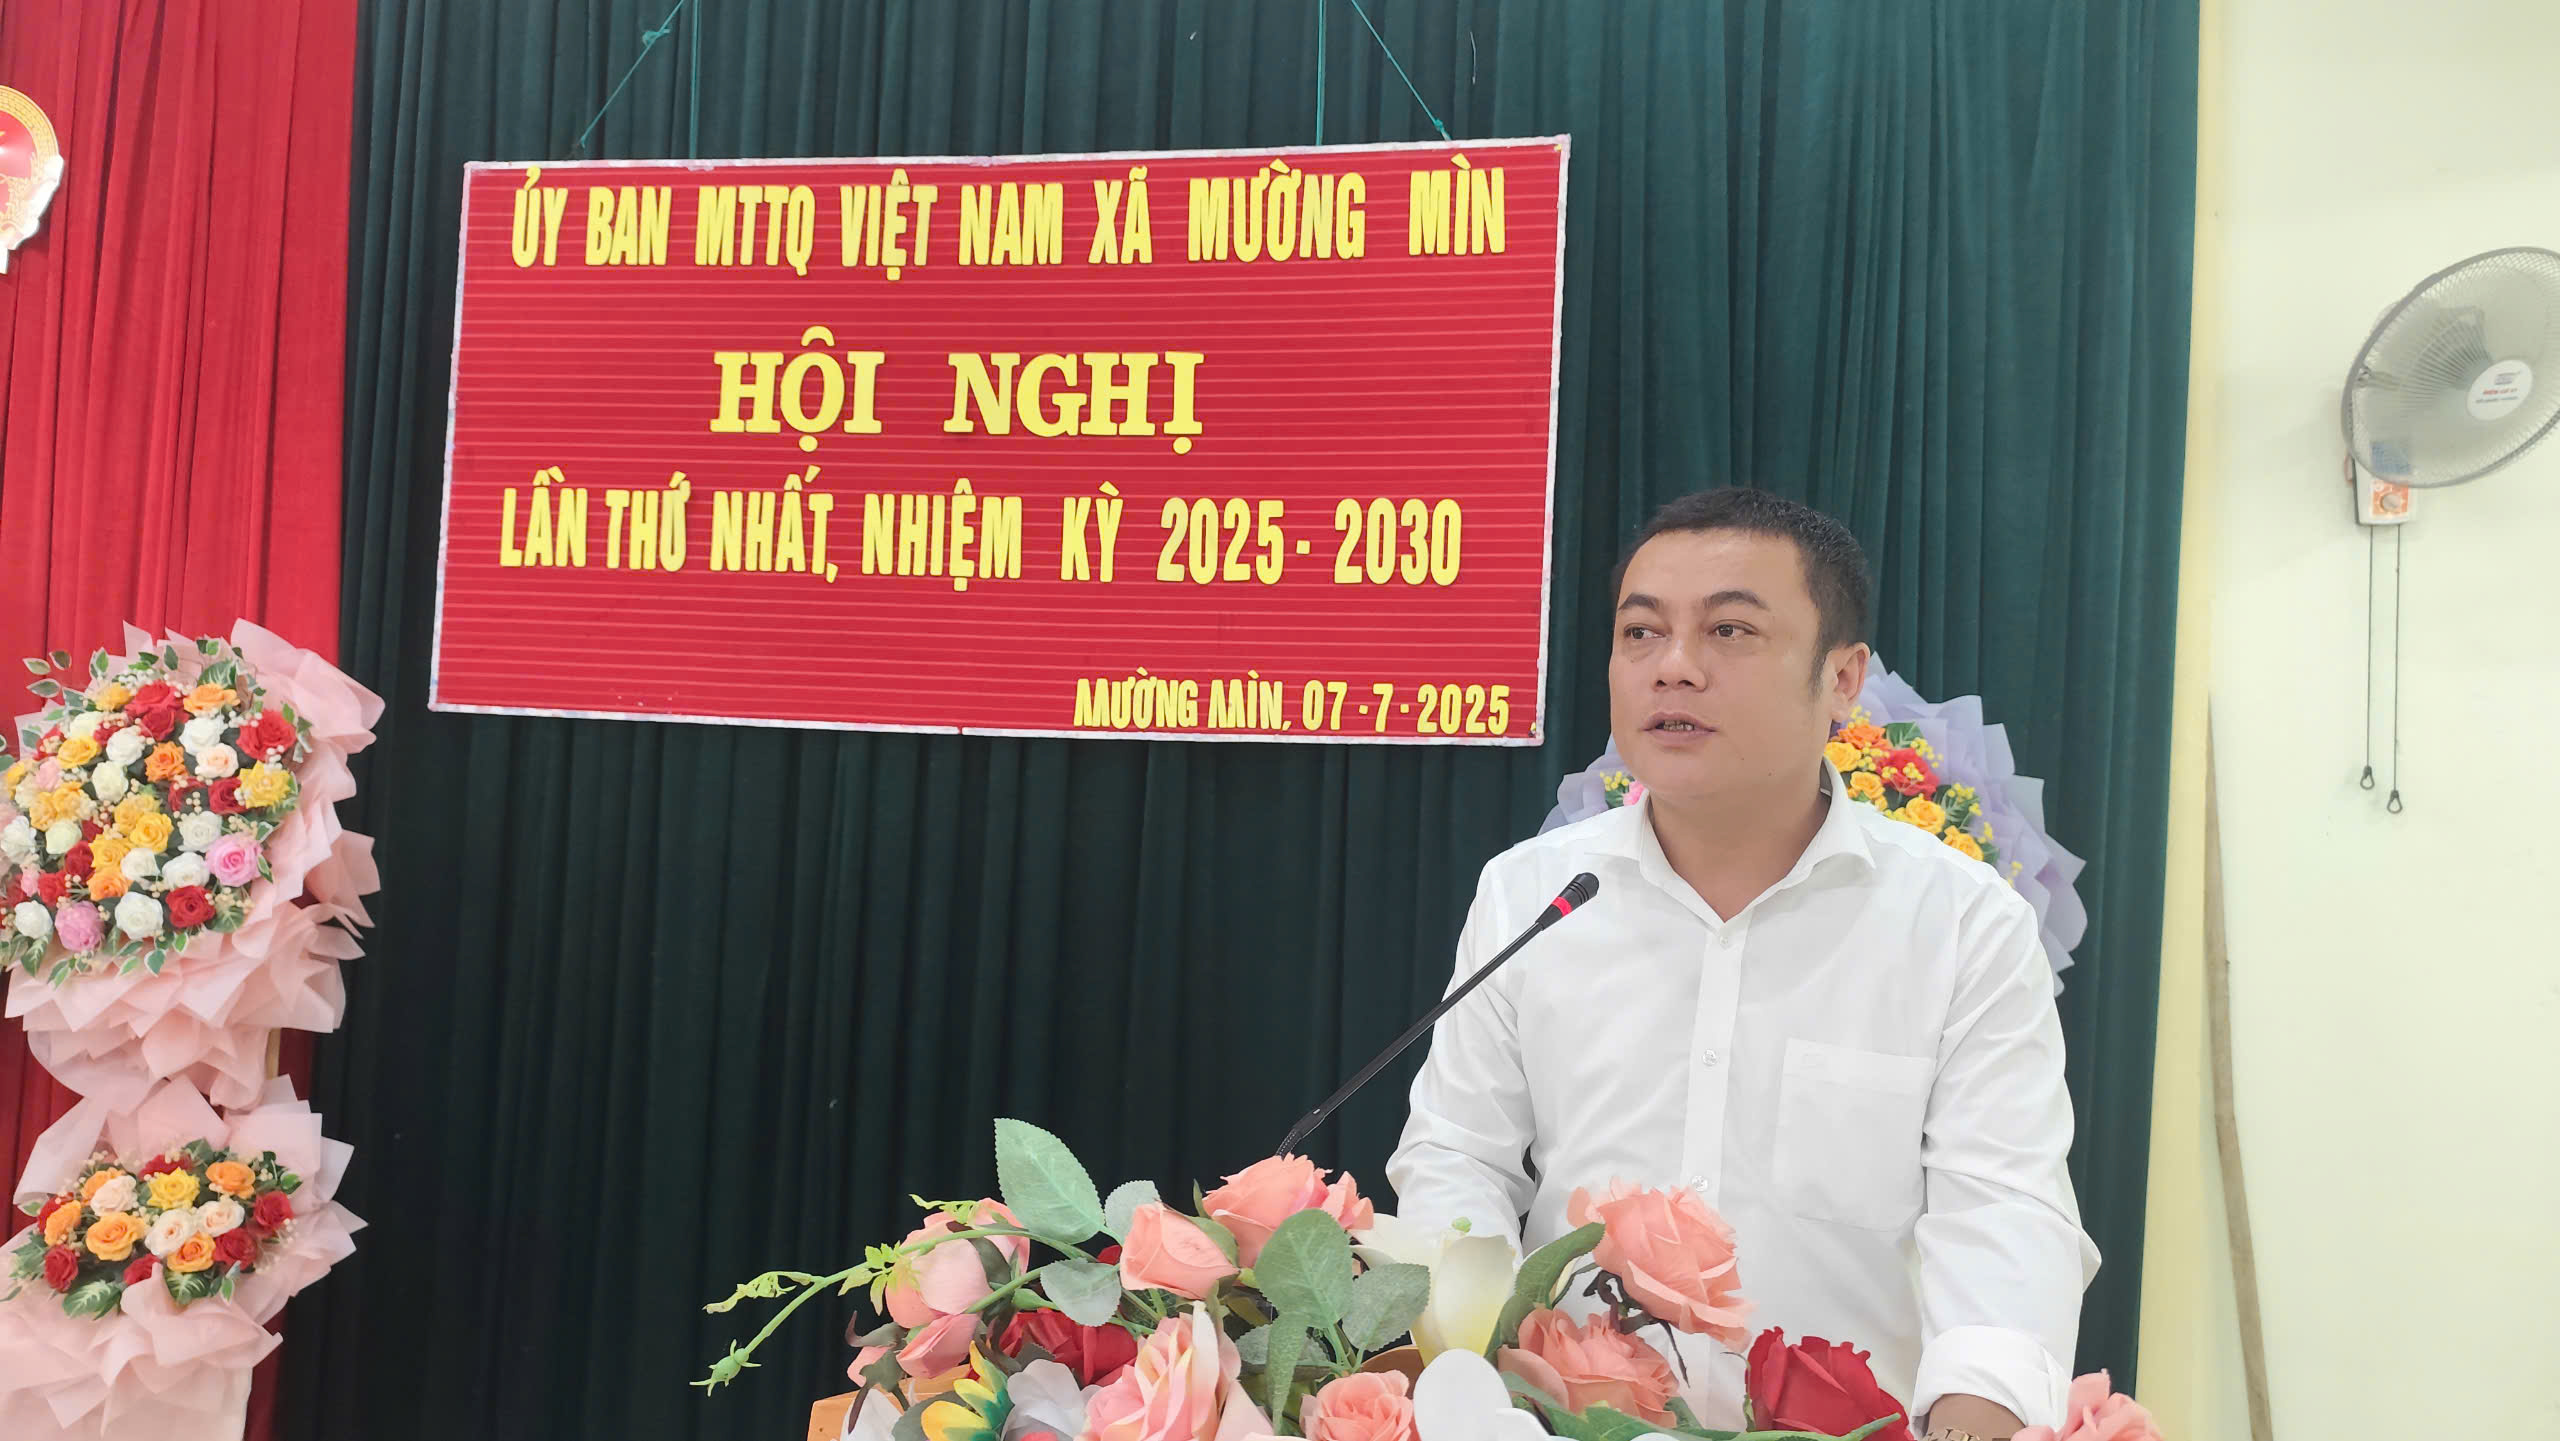 ỦY BAN MTTQ VIỆT NAM XÃ MƯỜNG MÌN
HỘI NGHỊ
LẦN THỨ NHẤT, NHIỆM KỲ 2025 - 2030
MƯỜNG MÌN, 07 - 7 - 2025